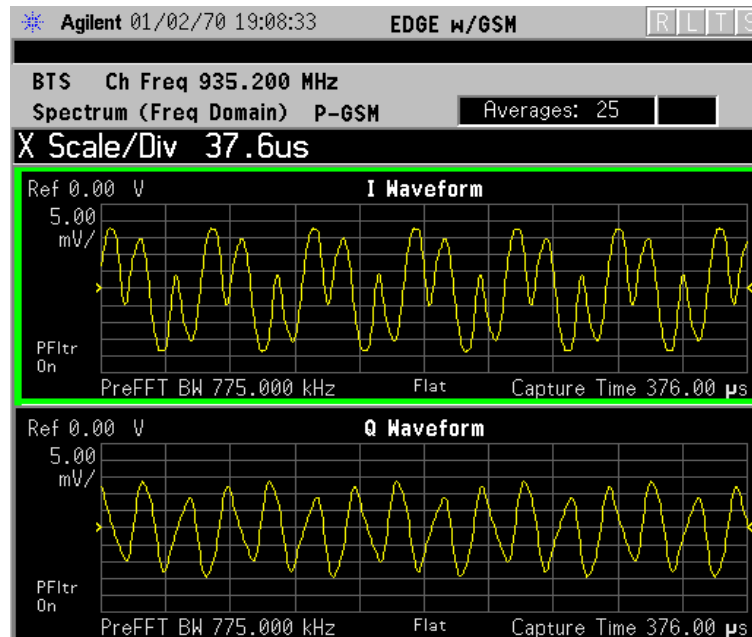 Agilent 01/02/70 19:08:33 EDGE w/GSM R L T S
BTS Ch Freq 935.200 MHz
Spectrum (Freq Domain) P-GSM Averages: 25
X Scale/Div 37.6us
Ref 0.00 V I Waveform
5.00
mV/
PFltr
On
PreFFT BW 775.000 kHz Flat Capture Time 376.00 µs
Ref 0.00 V Q Waveform
5.00
mV/
PFltr
On
PreFFT BW 775.000 kHz Flat Capture Time 376.00 µs